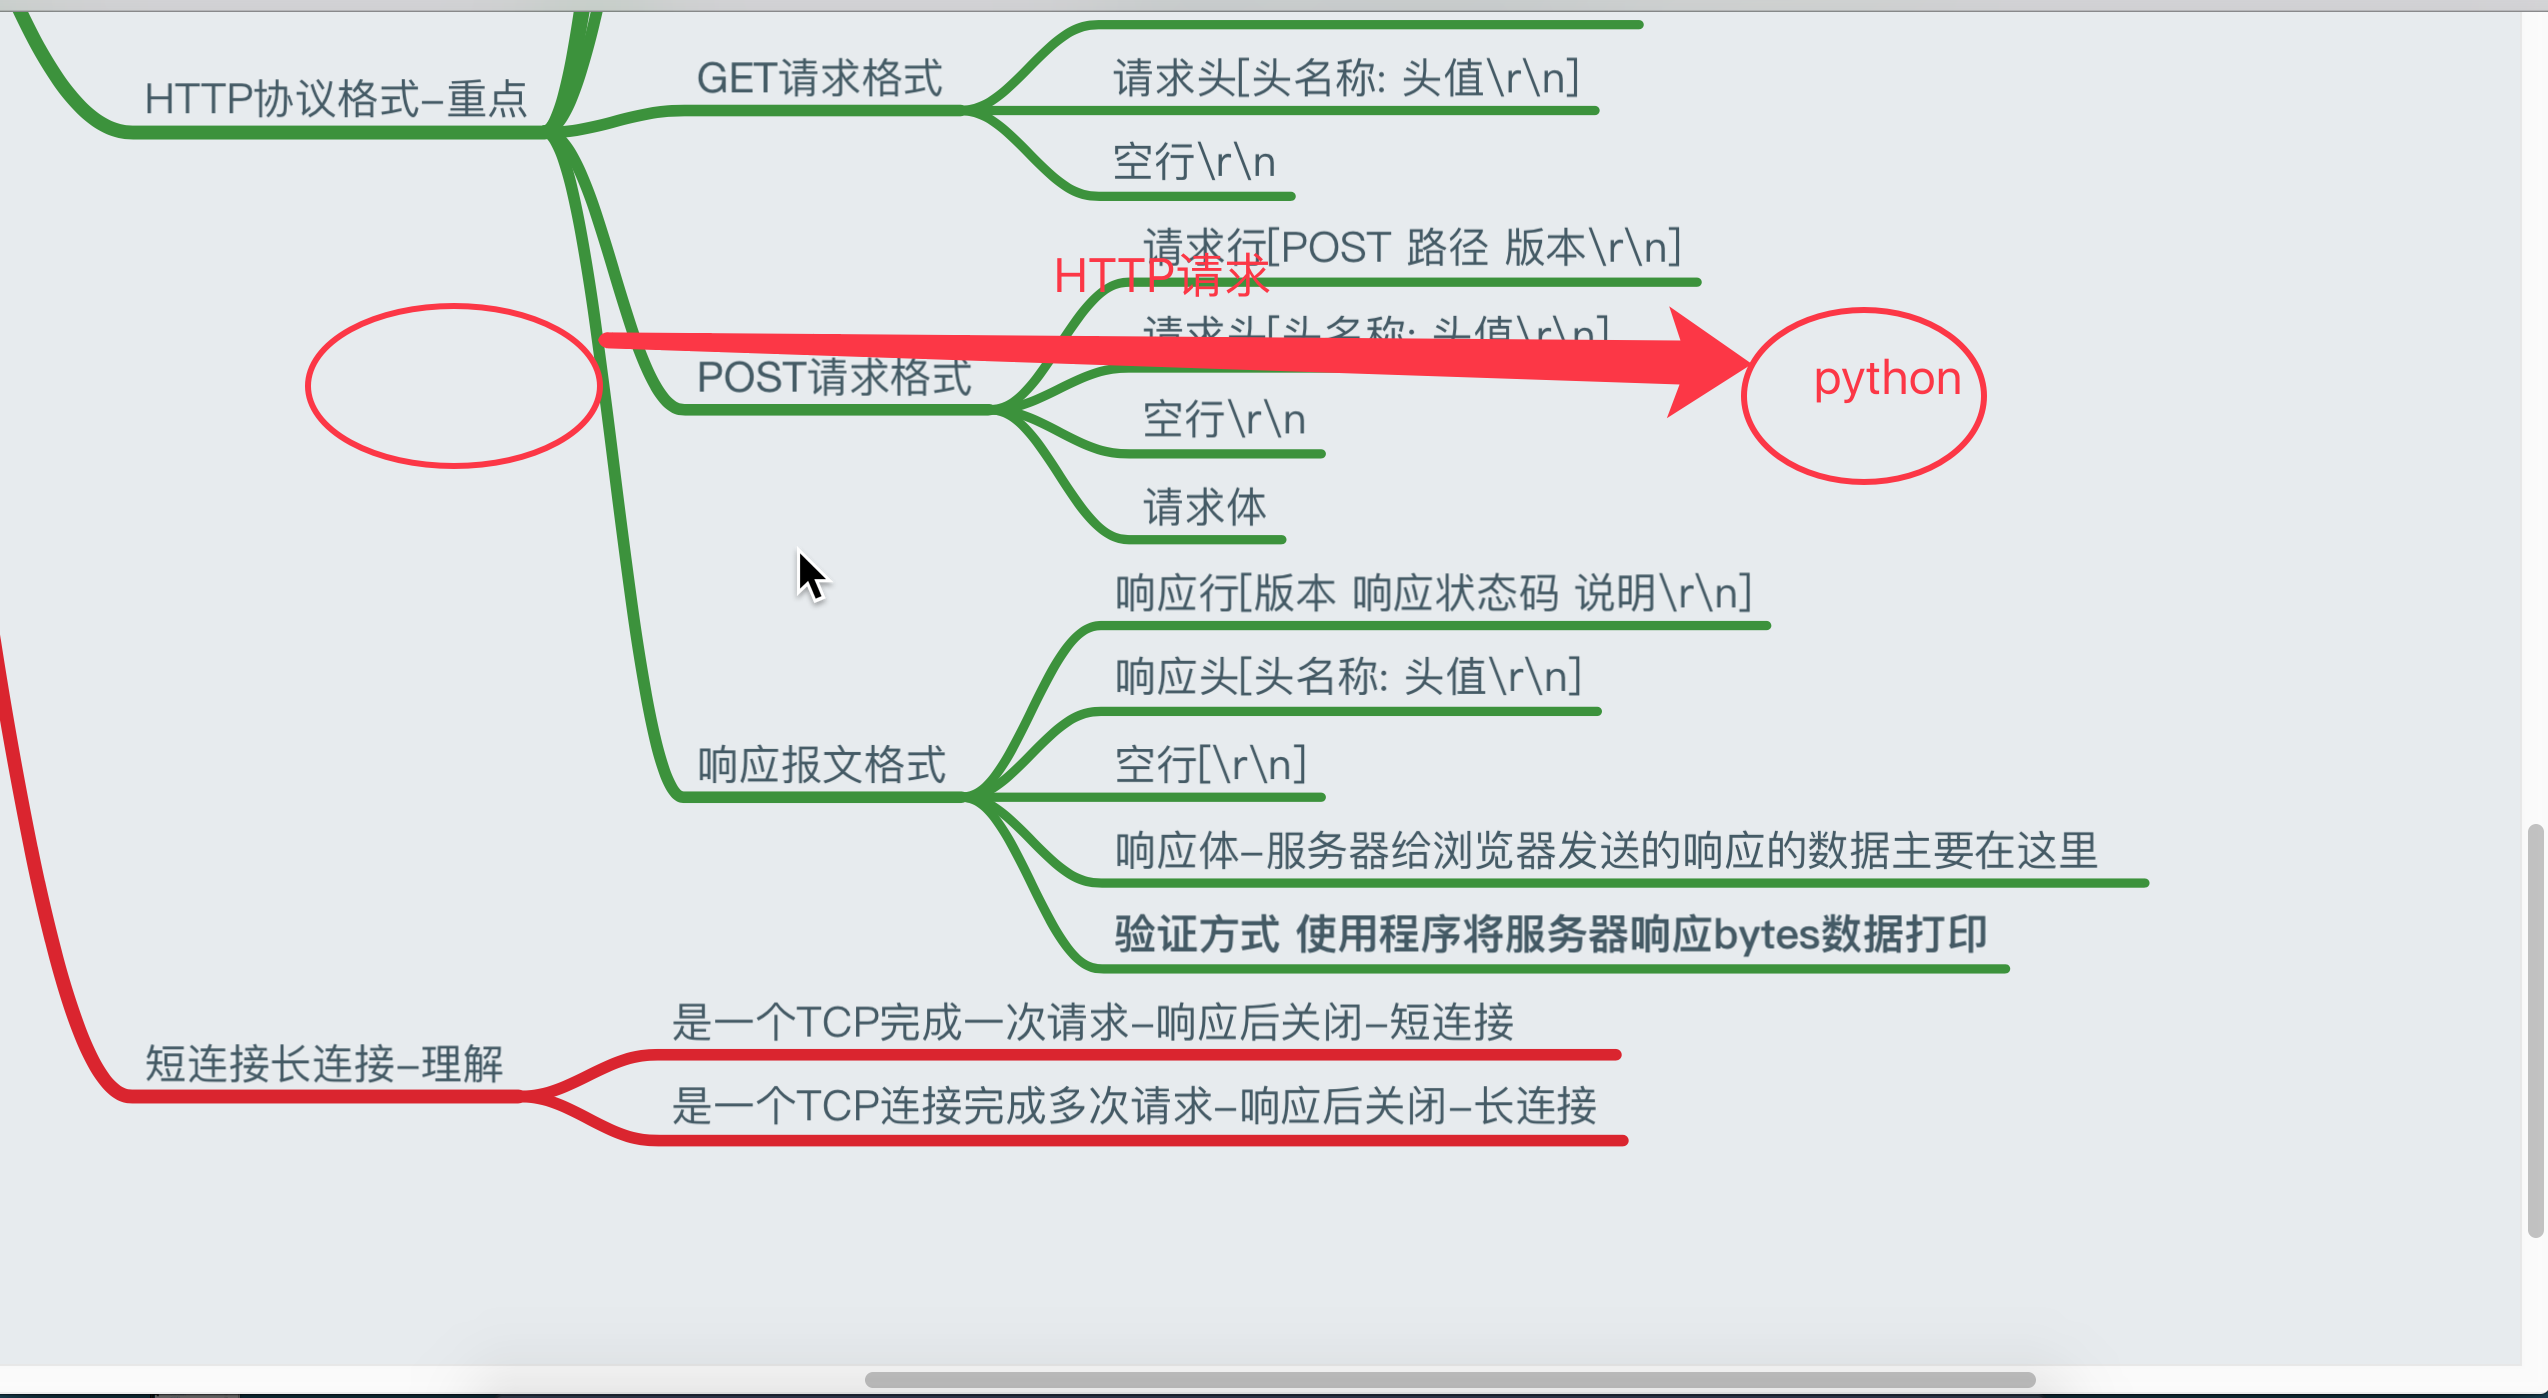 HTTP协议格式-重点
GET请求格式
请求头[头名称: 头值\r\n]
空行\r\n
POST请求格式
请求行[POST 路径 版本\r\n]
HTTP请求
请求头[头名称: 头值\r\n]
python
空行\r\n
请求体
响应报文格式
响应行[版本 响应状态码 说明\r\n]
响应头[头名称: 头值\r\n]
空行[\r\n]
响应体-服务器给浏览器发送的响应的数据主要在这里
验证方式 使用程序将服务器响应bytes数据打印
短连接长连接-理解
是一个TCP完成一次请求-响应后关闭-短连接
是一个TCP连接完成多次请求-响应后关闭-长连接